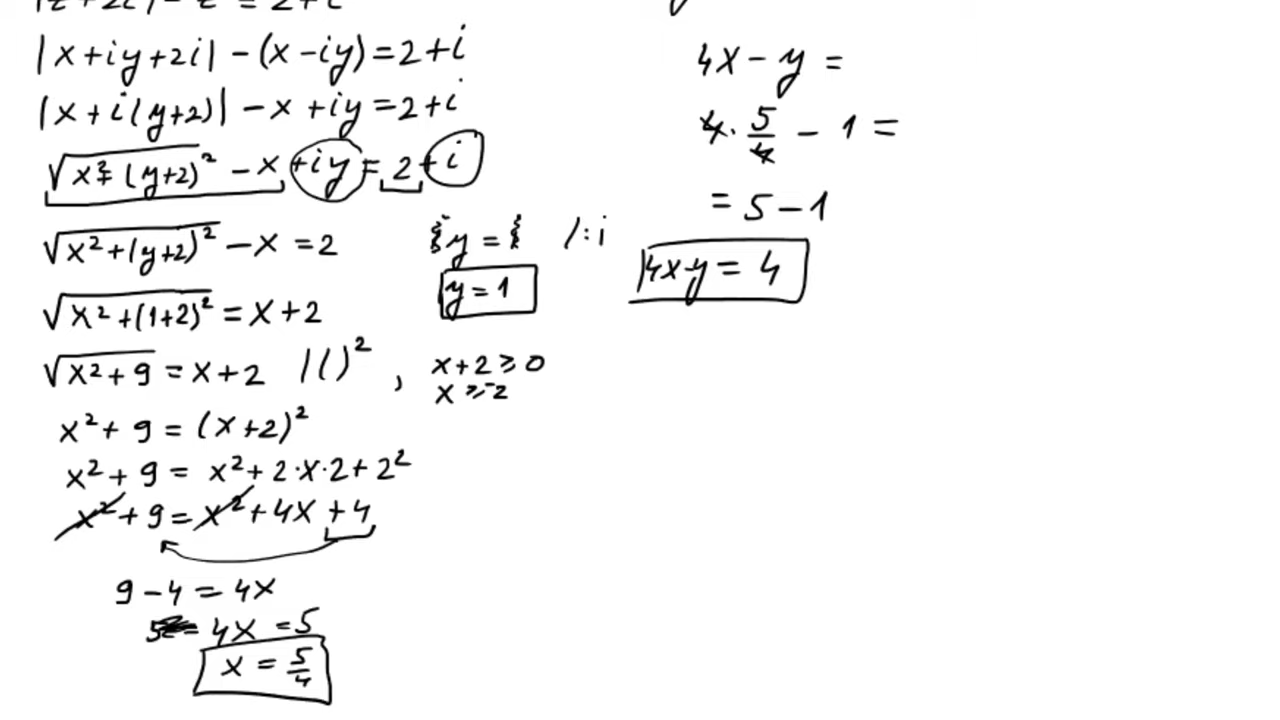 |x+iy+2i| - (x-iy) = 2+i
|x+i(y+2)| - x + iy = 2+i
√(x² + (y+2)²) - x + iy = 2 + i
√(x² + (y+2)²) - x = 2
√(x² + (1+2)²) = x+2
√(x² + 9) = x+2 /()² , x+2 ≥ 0
x ≥ -2
x² + 9 = (x+2)²
x² + 9 = x² + 2·x·2 + 2²
x² + 9 = x² + 4x + 4
9 - 4 = 4x
4x = 5
x = 5/4
iy = i /:i
y = 1
4x - y =
4· 5/4 - 1 =
= 5 - 1
4x-y = 4